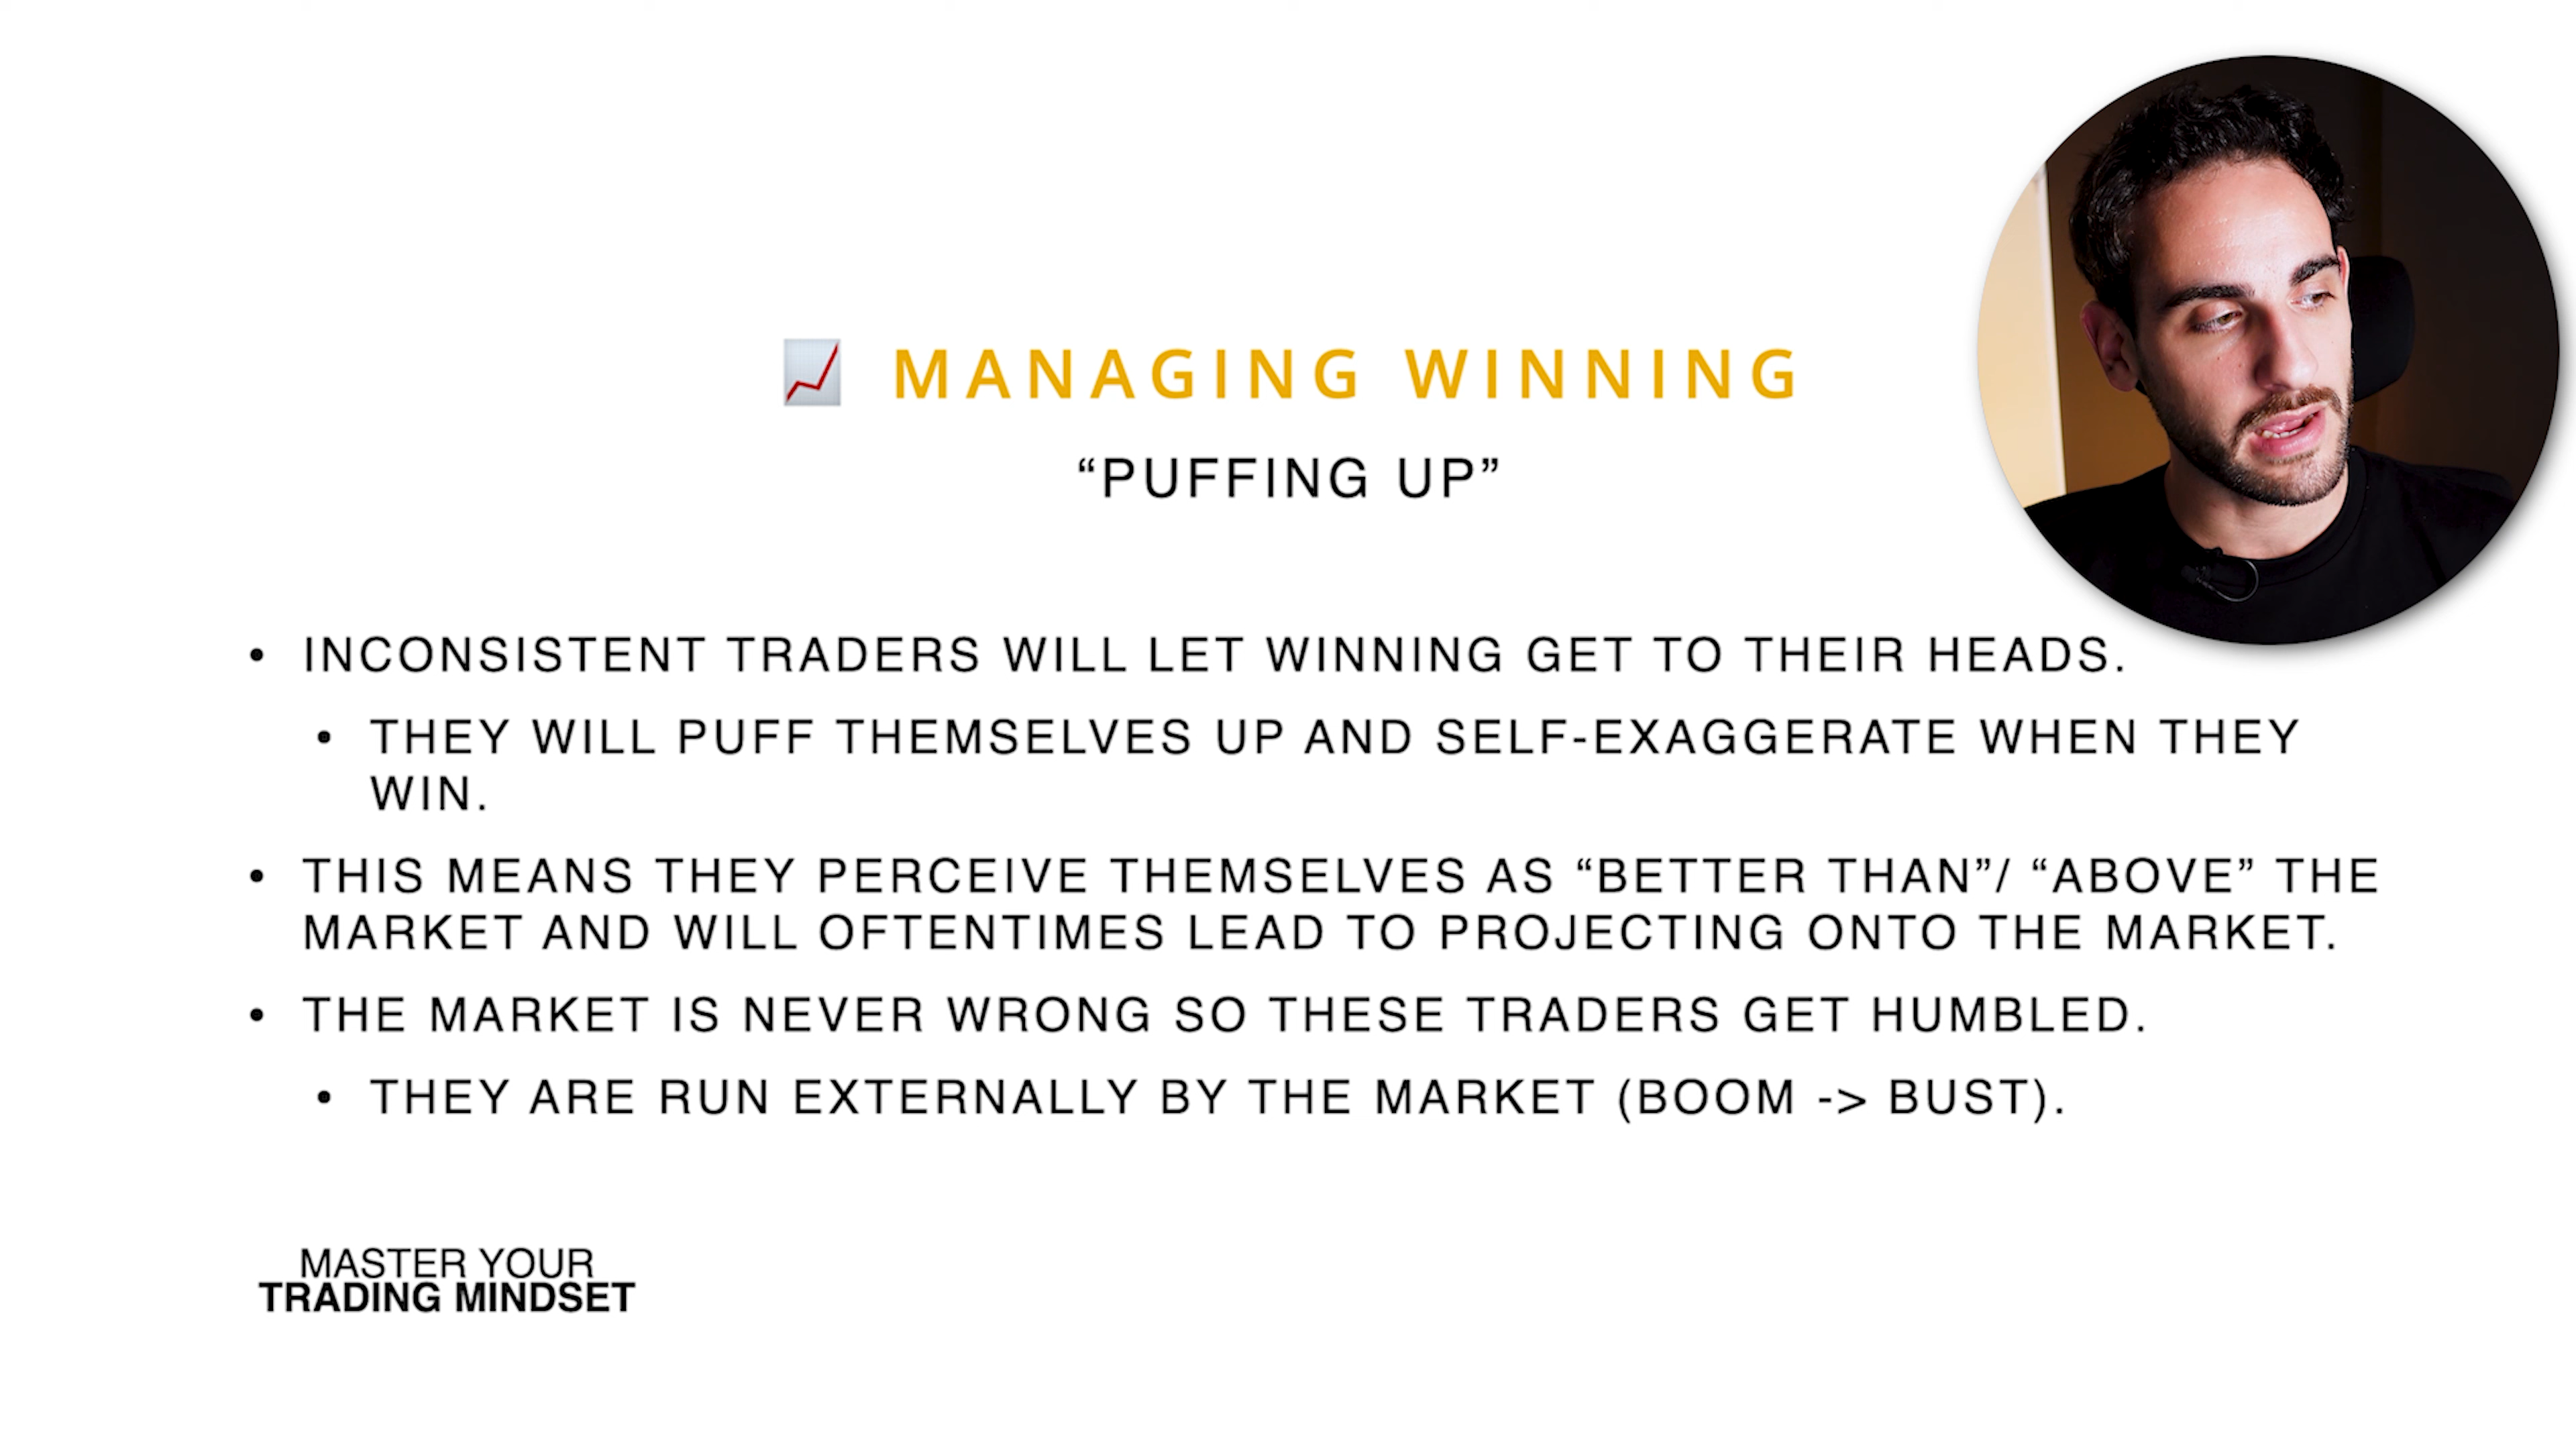 MANAGING WINNING
“PUFFING UP”
• INCONSISTENT TRADERS WILL LET WINNING GET TO THEIR HEADS.
• THEY WILL PUFF THEMSELVES UP AND SELF-EXAGGERATE WHEN THEY
WIN.
• THIS MEANS THEY PERCEIVE THEMSELVES AS “BETTER THAN”/ “ABOVE” THE
MARKET AND WILL OFTENTIMES LEAD TO PROJECTING ONTO THE MARKET.
• THE MARKET IS NEVER WRONG SO THESE TRADERS GET HUMBLED.
• THEY ARE RUN EXTERNALLY BY THE MARKET (BOOM -> BUST).
MASTER YOUR
TRADING MINDSET